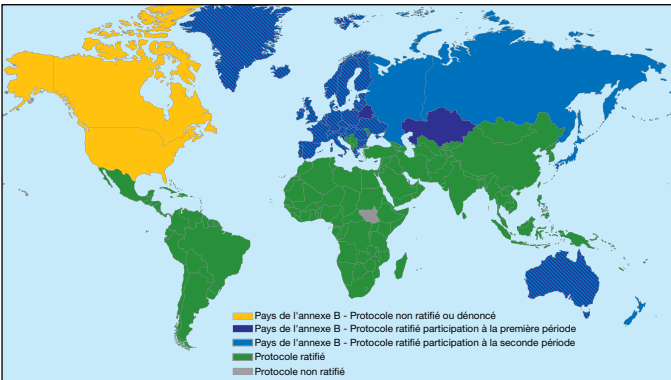 Pays de l'annexe B - Protocole non ratifié ou dénoncé
Pays de l'annexe B - Protocole ratifié participation à la première période
Pays de l'annexe B - Protocole ratifié participation à la seconde période
Protocole ratifié
Protocole non ratifié